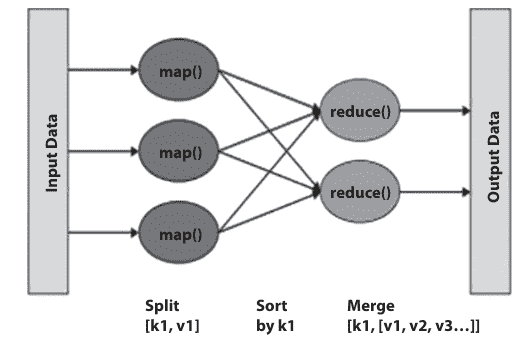 Input Data
map()
map()
map()
reduce()
reduce()
Output Data
Split
[k1, v1]
Sort
by k1
Merge
[k1, [v1, v2, v3...]]